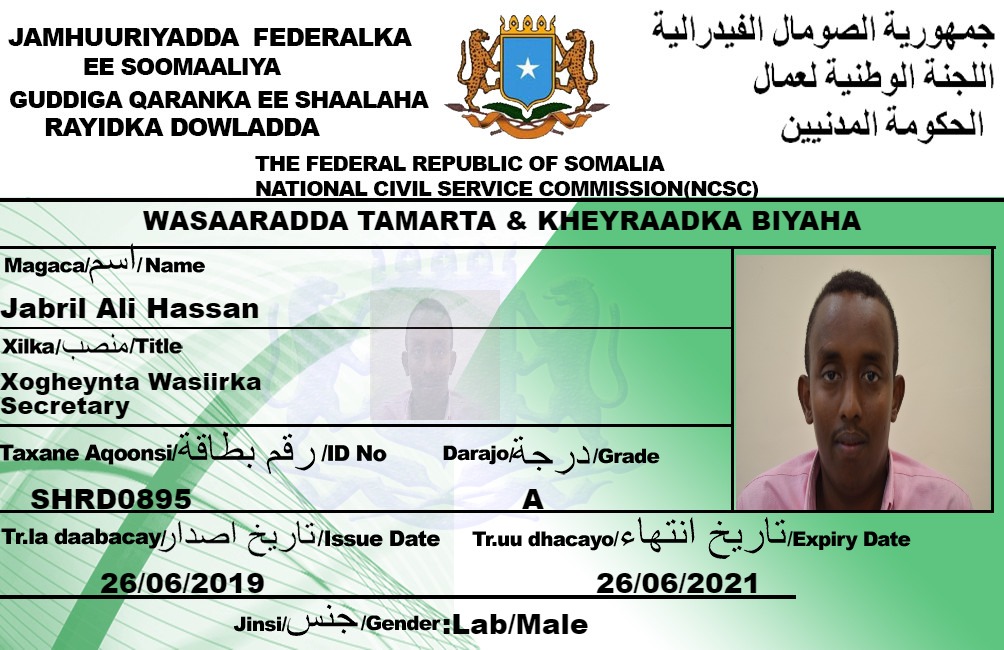 JAMHUURIYADDA FEDERALKA
EE SOOMAALIYA
GUDDIGA QARANKA EE SHAALAHA
RAYIDKA DOWLADDA
جمهورية الصومال الفيدرالية
اللجنة الوطنية لعمال
الحكومة المدنيين
THE FEDERAL REPUBLIC OF SOMALIA
NATIONAL CIVIL SERVICE COMMISSION(NCSC)
WASAARADDA TAMARTA & KHEYRAADKA BIYAHA
Magaca/اسم/Name
Jabril Ali Hassan
Xilka/منصب/Title
Xogheynta Wasiirka
Secretary
Taxane Aqoonsi/رقم بطاقة/ID No Darajo/درجة/Grade
SHRD0895 A
Tr.la daabacay/تاريخ اصدار/Issue Date Tr.uu dhacayo/تاريخ انتهاء/Expiry Date
26/06/2019 26/06/2021
Jinsi/جنس/Gender:Lab/Male